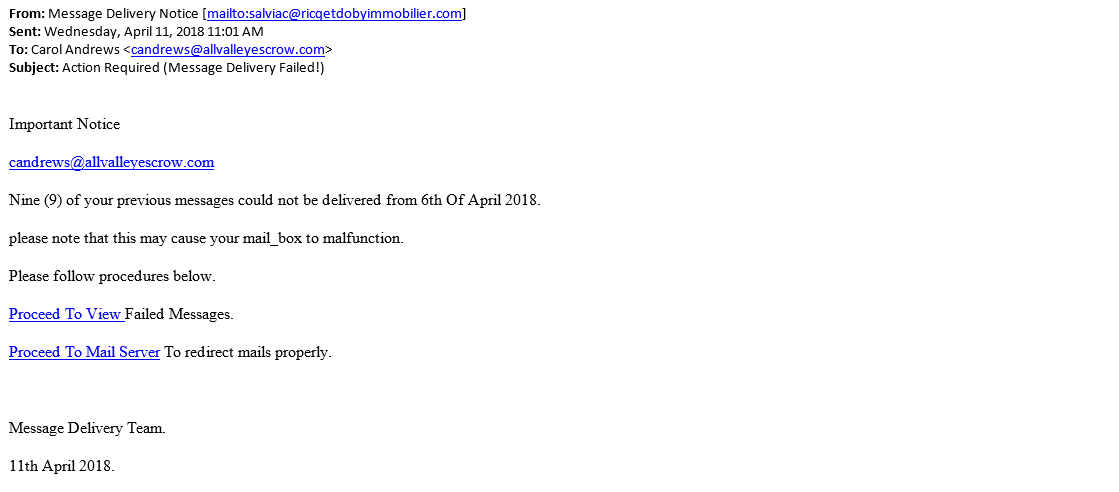 From: Message Delivery Notice [mailto:salviac@ricqetdobyimmobilier.com]
Sent: Wednesday, April 11, 2018 11:01 AM
To: Carol Andrews <candrews@allvalleyescrow.com>
Subject: Action Required (Message Delivery Failed!)
Important Notice
candrews@allvalleyescrow.com
Nine (9) of your previous messages could not be delivered from 6th Of April 2018.
please note that this may cause your mail_box to malfunction.
Please follow procedures below.
Proceed To View Failed Messages.
Proceed To Mail Server To redirect mails properly.
Message Delivery Team.
11th April 2018.